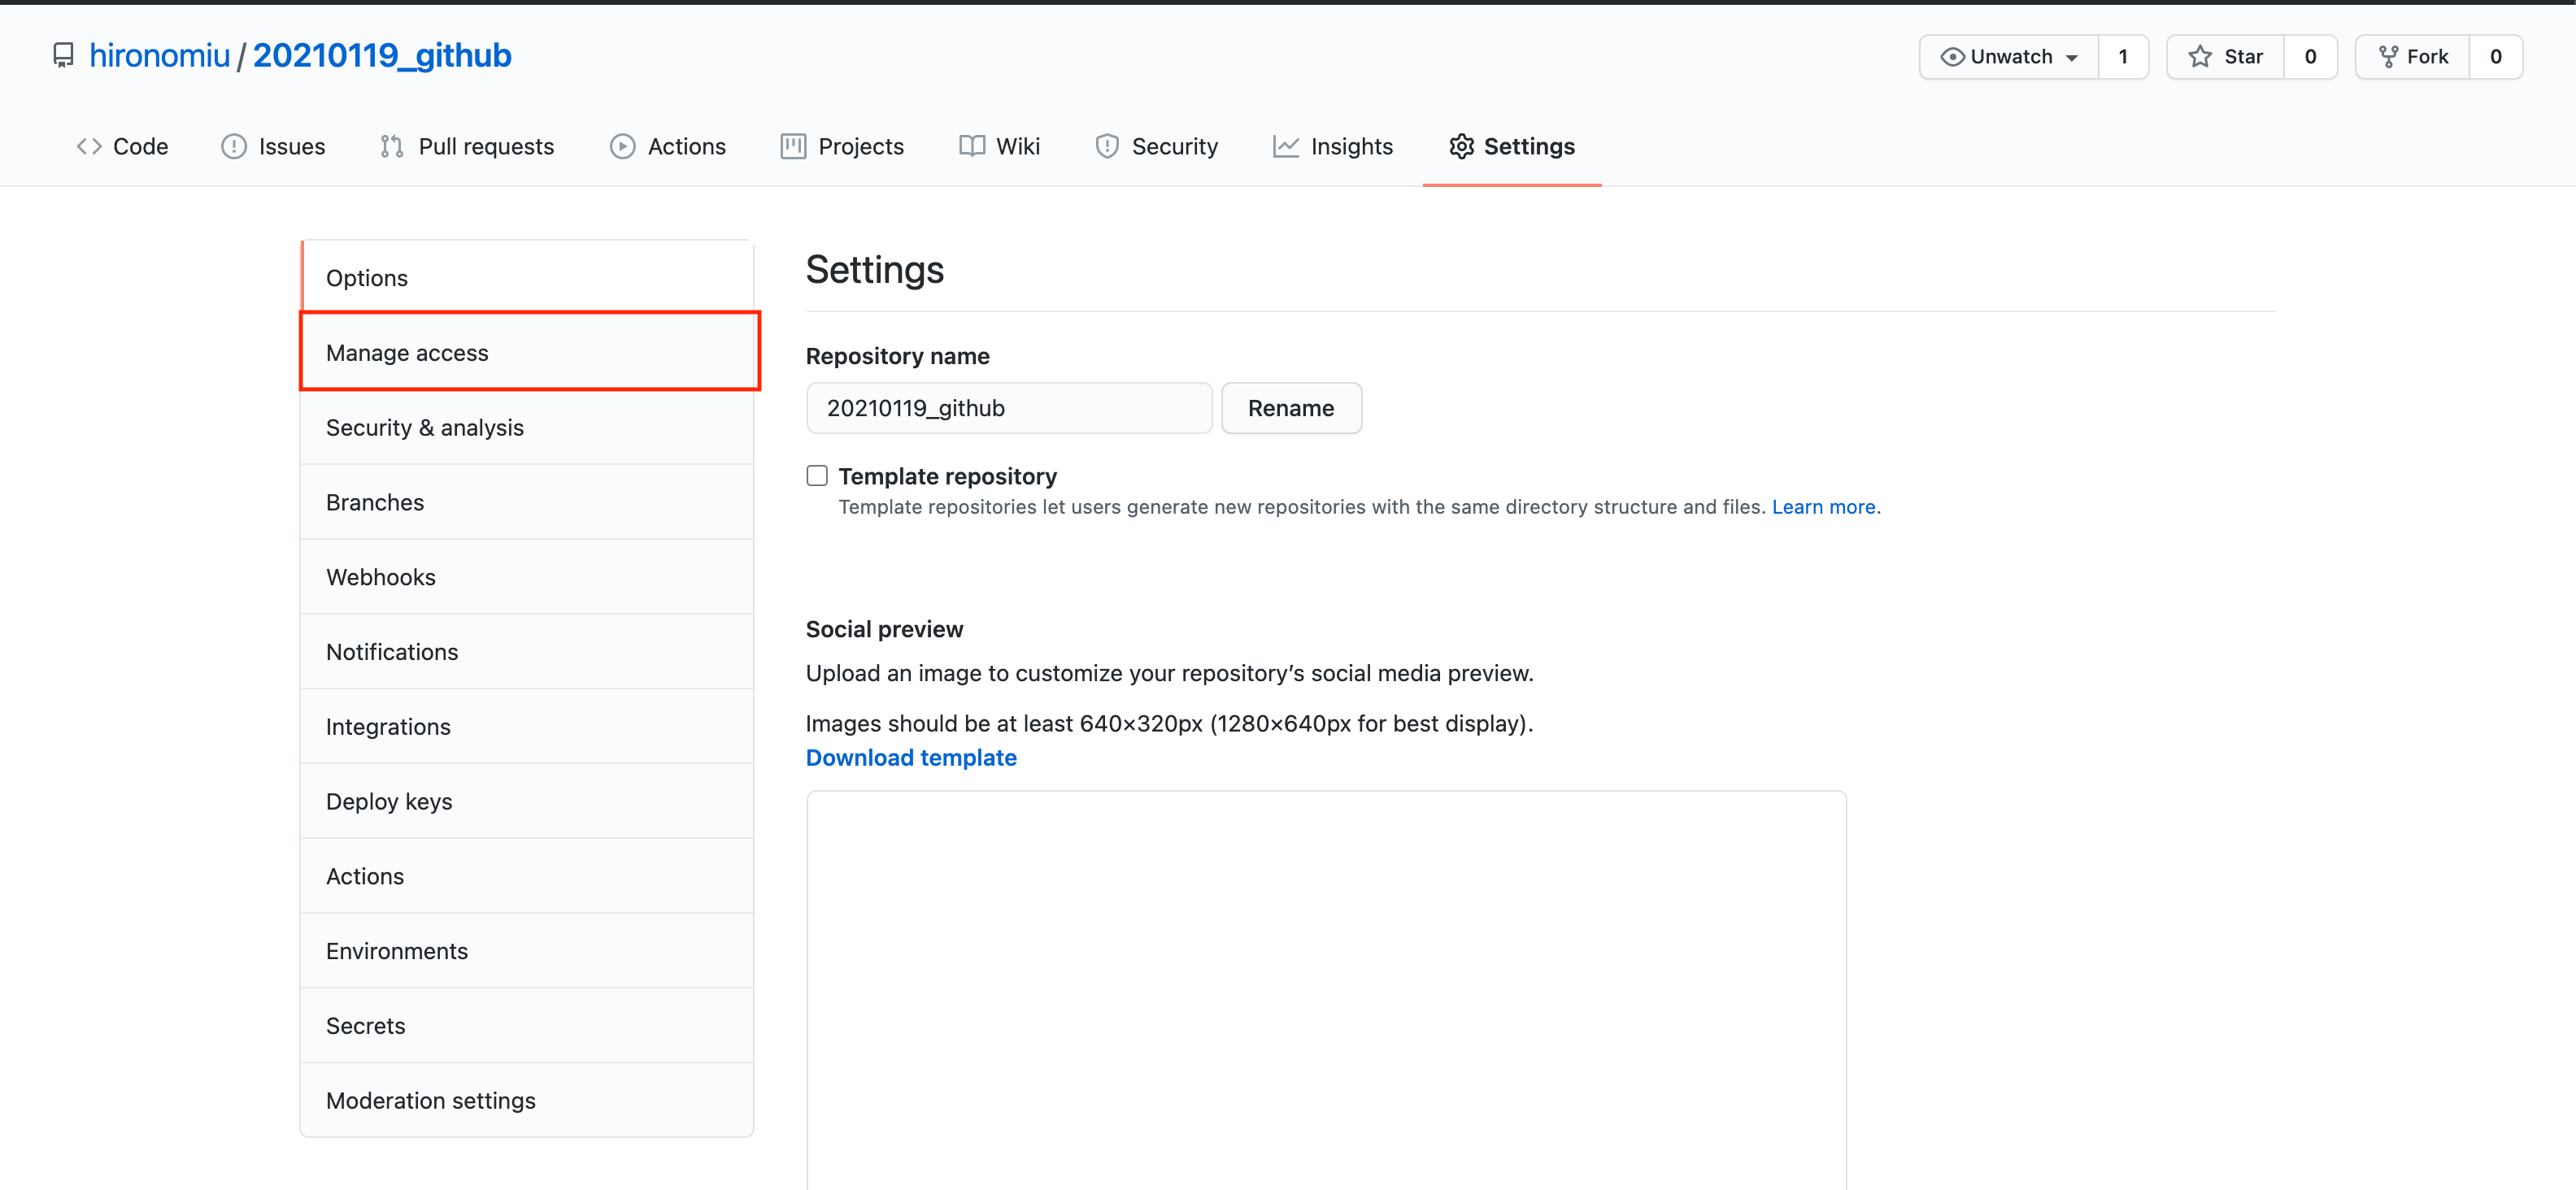 hironomiu / 20210119_github
Unwatch 1 Star 0 Fork 0
Code Issues Pull requests Actions Projects Wiki Security Insights Settings
Options
Manage access
Security & analysis
Branches
Webhooks
Notifications
Integrations
Deploy keys
Actions
Environments
Secrets
Moderation settings
Settings
Repository name
20210119_github Rename
Template repository
Template repositories let users generate new repositories with the same directory structure and files. Learn more.
Social preview
Upload an image to customize your repository’s social media preview.
Images should be at least 640×320px (1280×640px for best display).
Download template